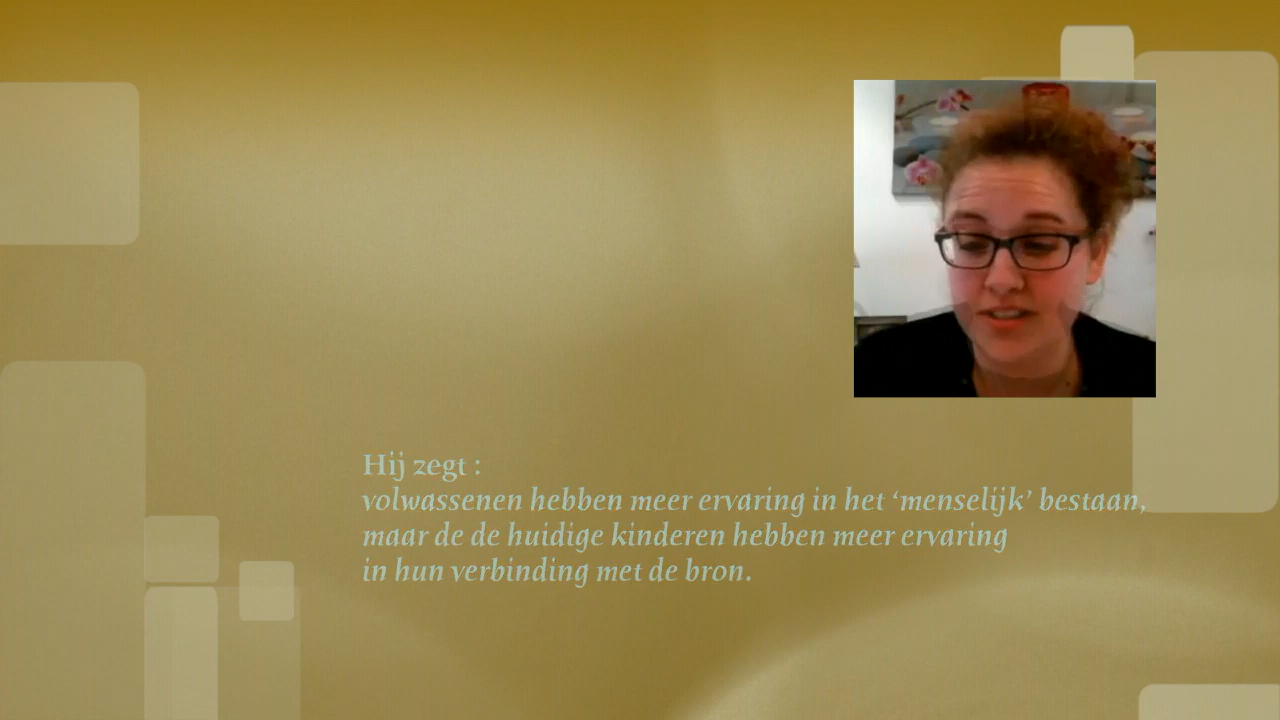 Hij zegt :
volwassenen hebben meer ervaring in het ‘menselijk’ bestaan,
maar de de huidige kinderen hebben meer ervaring
in hun verbinding met de bron.